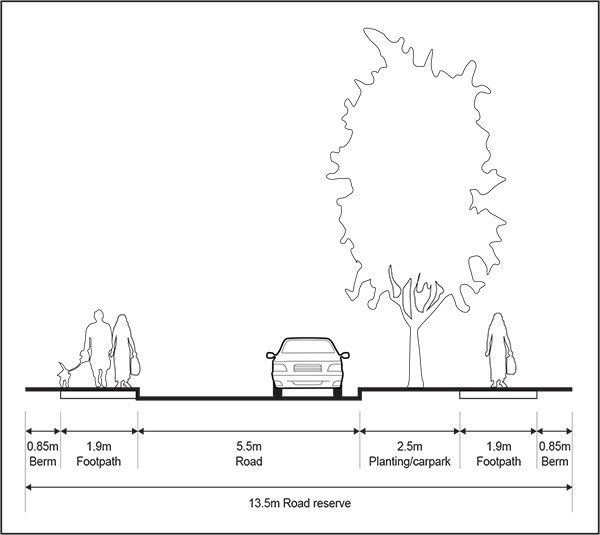 0.85m 1.9m 5.5m 2.5m 1.9m 0.85m
Berm Footpath Road Planting/carpark Footpath Berm
13.5m Road reserve